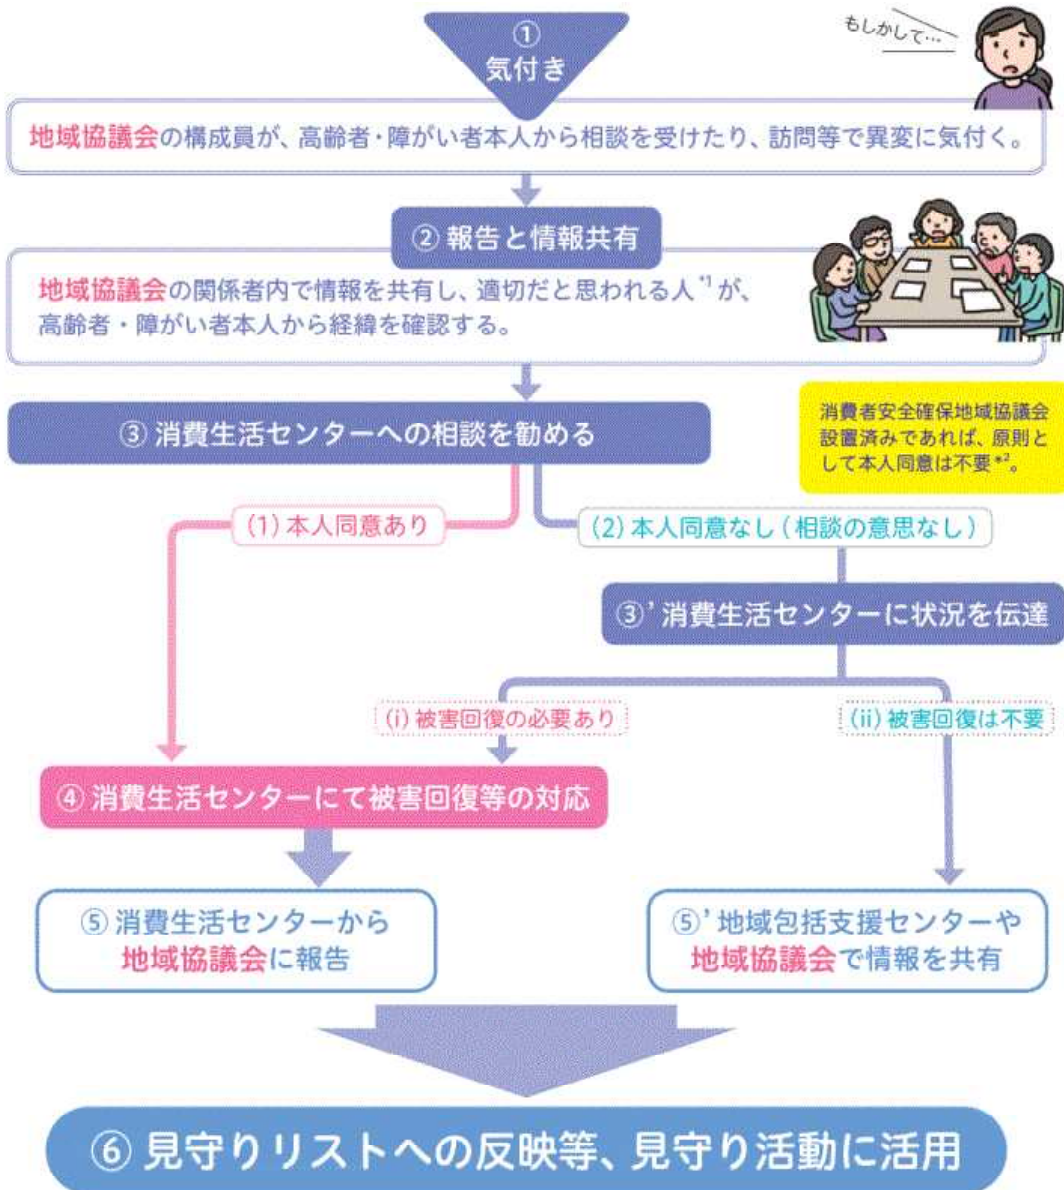 ①
気付き
もしかして…
地域協議会の構成員が、高齢者・障がい者本人から相談を受けたり、訪問等で異変に気付く。
② 報告と情報共有
地域協議会の関係者内で情報を共有し、適切だと思われる人*1が、
高齢者・障がい者本人から経緯を確認する。
③ 消費生活センターへの相談を勧める
消費者安全確保地域協議会
設置済みであれば、原則と
して本人同意は不要*2。
(1) 本人同意あり
(2) 本人同意なし(相談の意思なし)
③' 消費生活センターに状況を伝達
(i) 被害回復の必要あり
(ii) 被害回復は不要
④ 消費生活センターにて被害回復等の対応
⑤ 消費生活センターから
地域協議会に報告
⑤' 地域包括支援センターや
地域協議会で情報を共有
⑥ 見守りリストへの反映等、見守り活動に活用